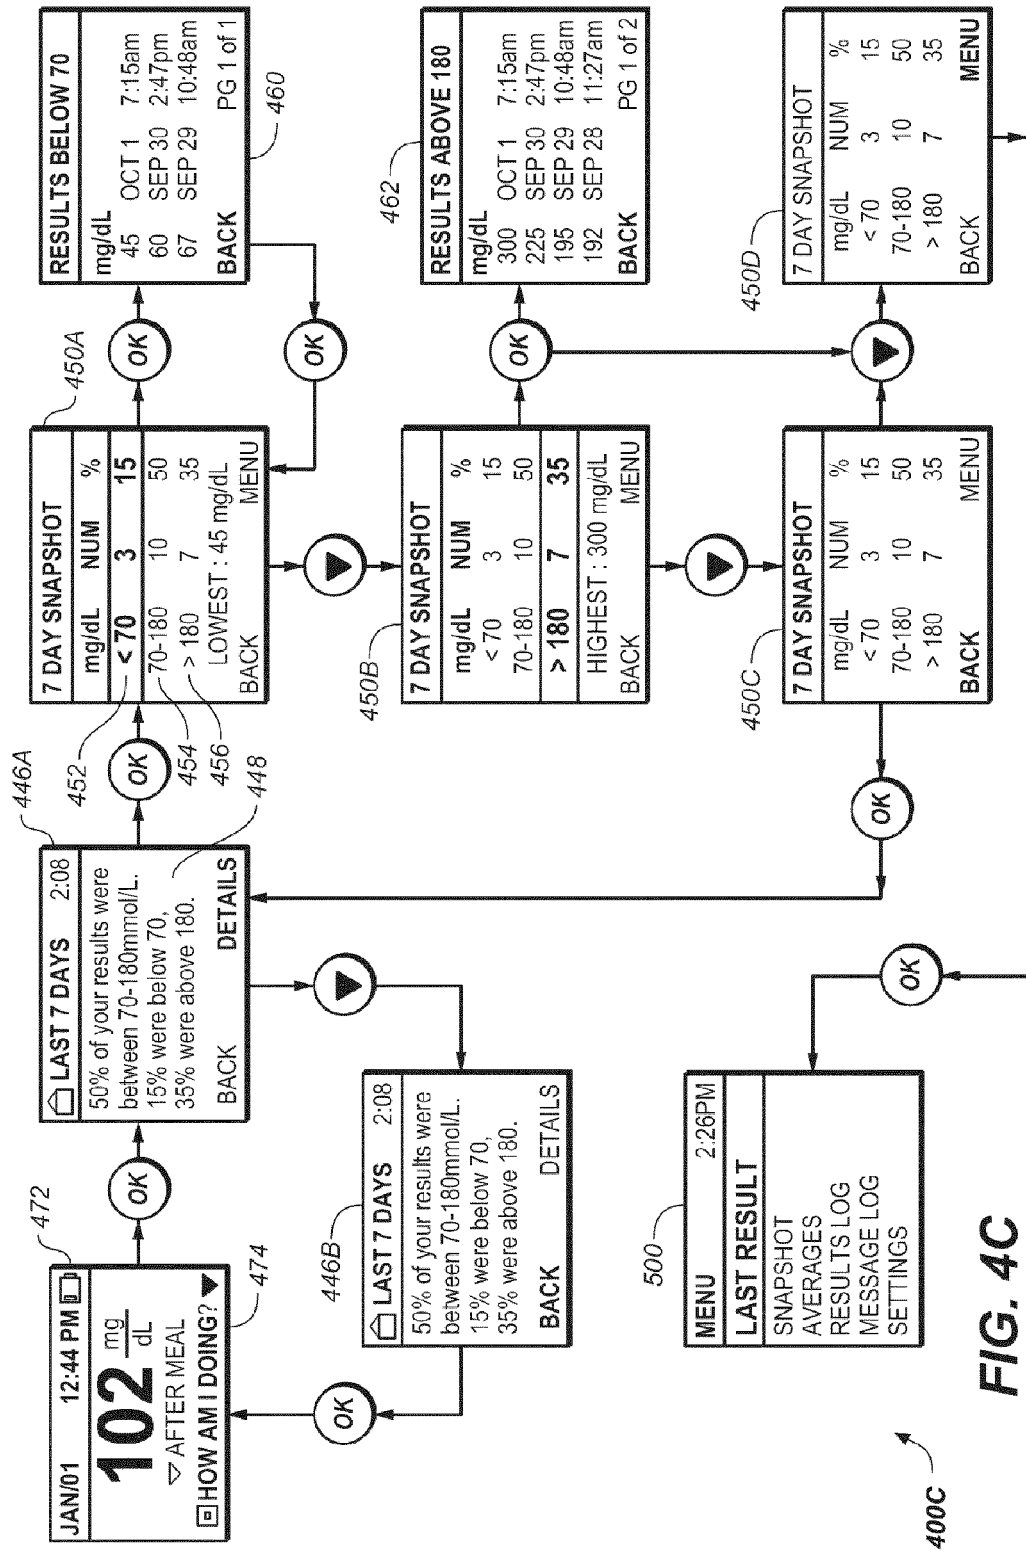 472
JAN/01 12:44 PM
102 mg
dL
▽ AFTER MEAL
HOW AM I DOING? ▼
474
OK
446A
LAST 7 DAYS 2:08
50% of your results were
between 70-180mmol/L.
15% were below 70,
35% were above 180.
BACK DETAILS
448
OK
450A
7 DAY SNAPSHOT
mg/dL NUM %
< 70 3 15
70-180 10 50
> 180 7 35
LOWEST : 45 mg/dL
BACK MENU
452
454
456
OK
RESULTS BELOW 70
mg/dL
45 OCT 1 7:15am
60 SEP 30 2:47pm
67 SEP 29 10:48am
BACK PG 1 of 1
460
OK
OK
446B
LAST 7 DAYS 2:08
50% of your results were
between 70-180mmol/L.
15% were below 70,
35% were above 180.
BACK DETAILS
450B
7 DAY SNAPSHOT
mg/dL NUM %
< 70 3 15
70-180 10 50
> 180 7 35
HIGHEST : 300 mg/dL
BACK MENU
OK
462
RESULTS ABOVE 180
mg/dL
300 OCT 1 7:15am
225 SEP 30 2:47pm
195 SEP 29 10:48am
192 SEP 28 11:27am
BACK PG 1 of 2
500
MENU 2:26PM
LAST RESULT
SNAPSHOT
AVERAGES
RESULTS LOG
MESSAGE LOG
SETTINGS
OK
OK
450C
7 DAY SNAPSHOT
mg/dL NUM %
< 70 3 15
70-180 10 50
> 180 7 35
BACK MENU
450D
7 DAY SNAPSHOT
mg/dL NUM %
< 70 3 15
70-180 10 50
> 180 7 35
BACK MENU
400C
FIG. 4C